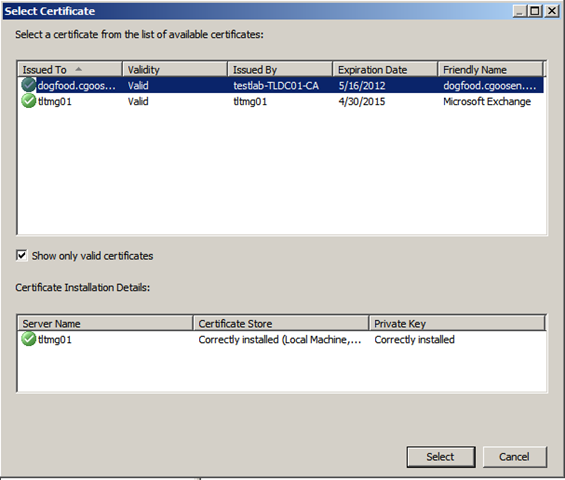 Select Certificate
Select a certificate from the list of available certificates:
Issued To Validity Issued By Expiration Date Friendly Name
dogfood.cgoos... Valid testlab-TLDC01-CA 5/16/2012 dogfood.cgoosen....
tltmg01 Valid tltmg01 4/30/2015 Microsoft Exchange
Show only valid certificates
Certificate Installation Details:
Server Name Certificate Store Private Key
tltmg01 Correctly installed (Local Machine,... Correctly installed
Select Cancel